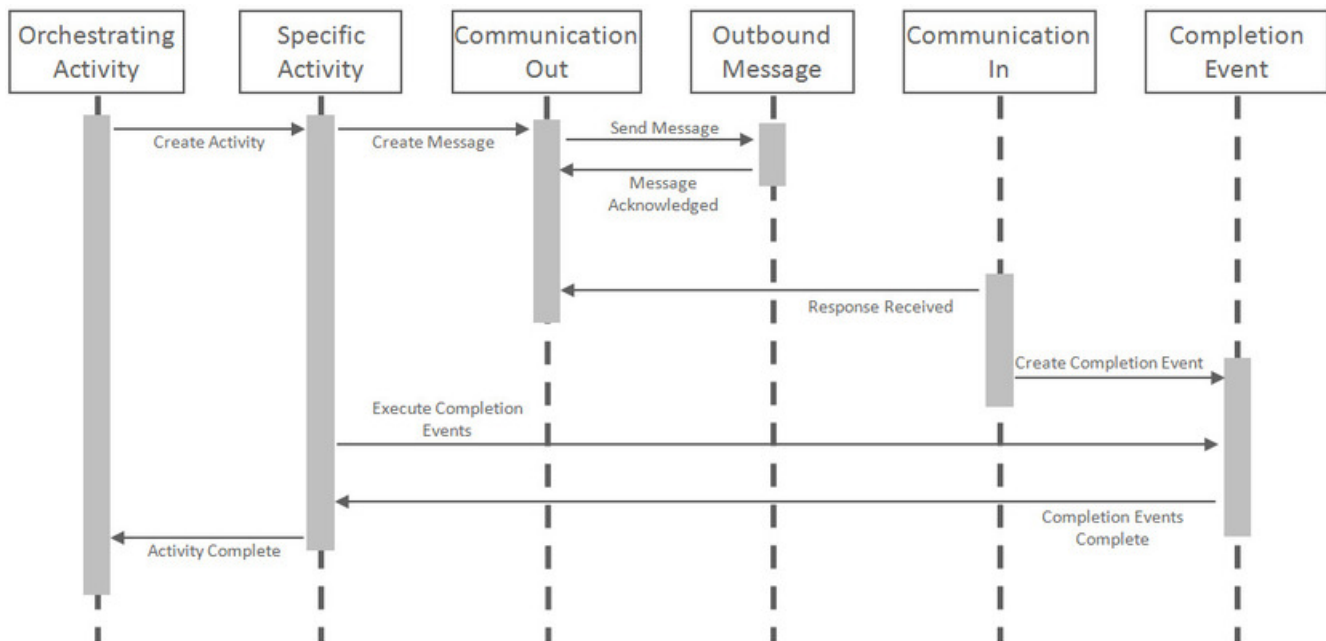 Orchestrating
Activity
Specific
Activity
Communication
Out
Outbound
Message
Communication
In
Completion
Event
Create Activity
Create Message
Send Message
Message
Acknowledged
Response Received
Create Completion Event
Execute Completion
Events
Completion Events
Complete
Activity Complete